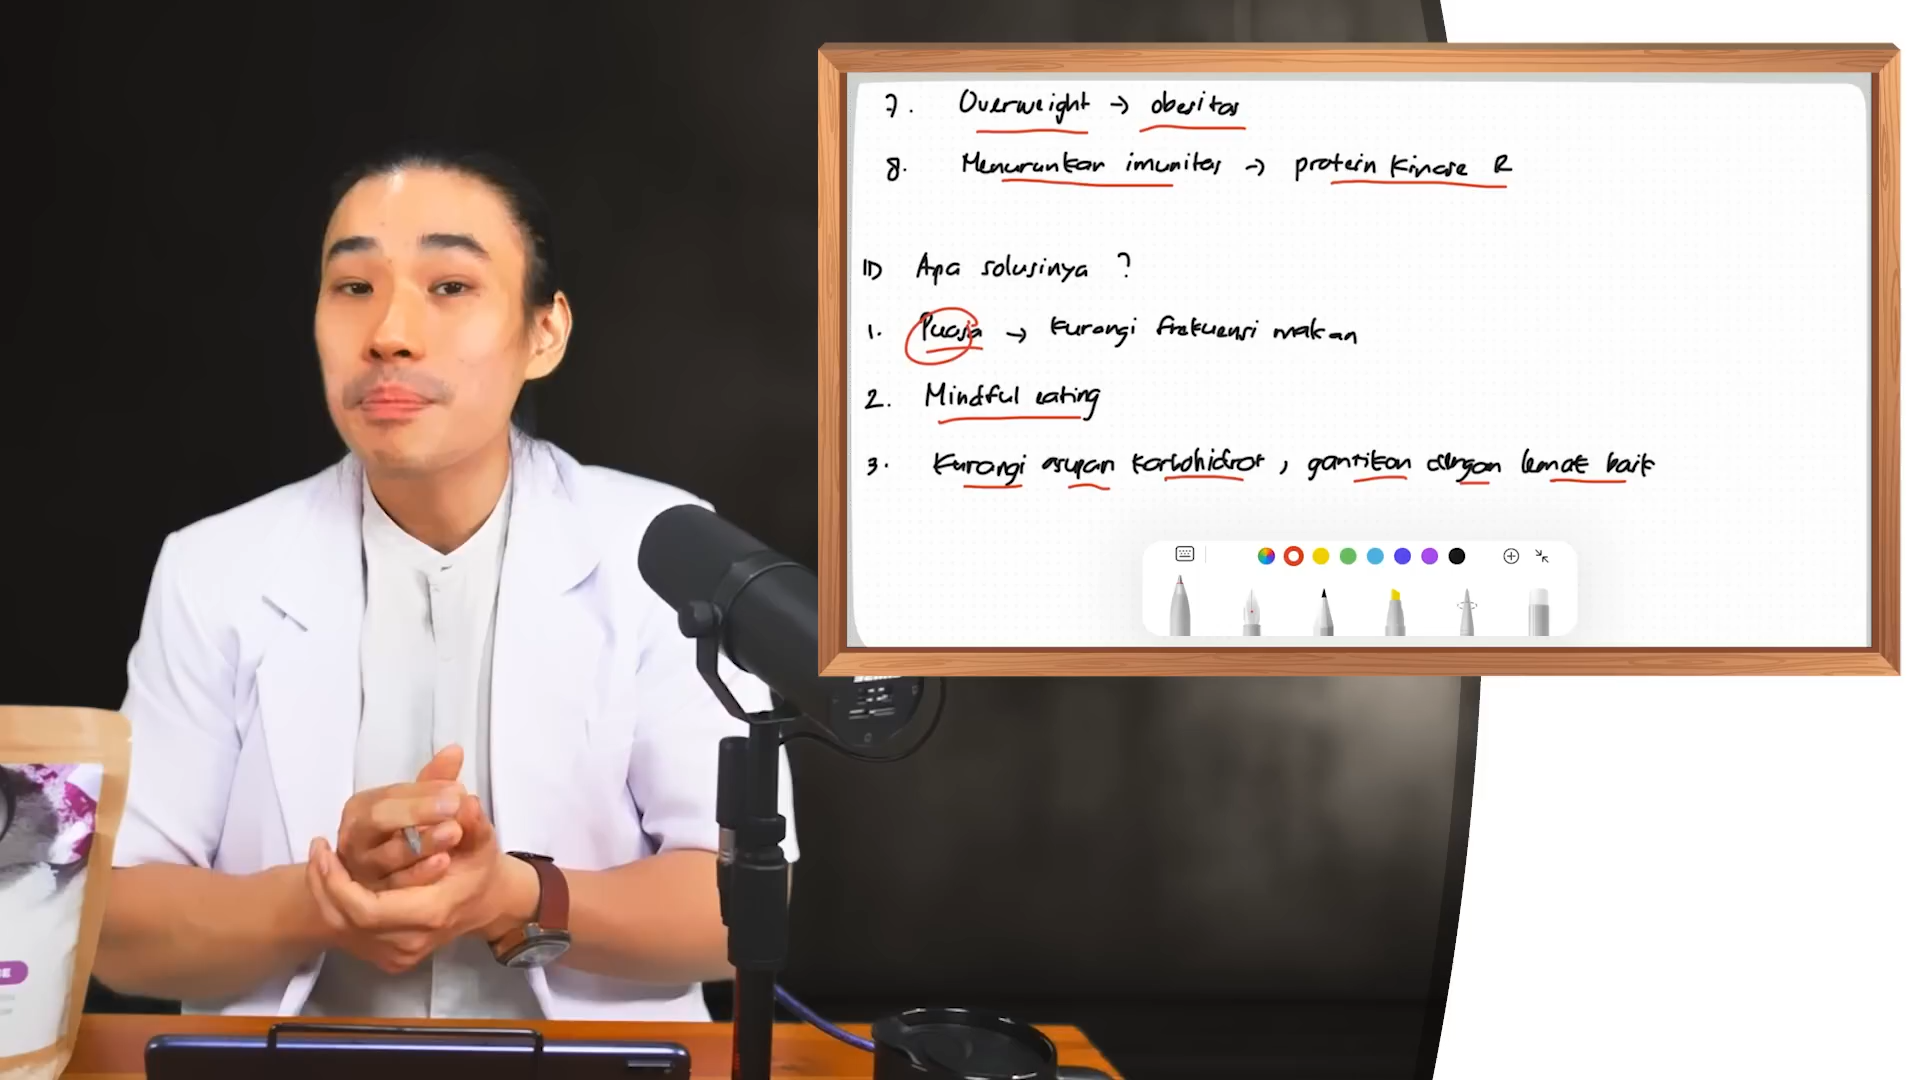 7. Overweight → obesitas
8. Menurunkan imunitas → protein kinase R
II) Apa solusinya ?
1. Puasa → kurangi frekuensi makan
2. Mindful eating
3. Kurangi asupan karbohidrat, gantikan dengan lemak baik